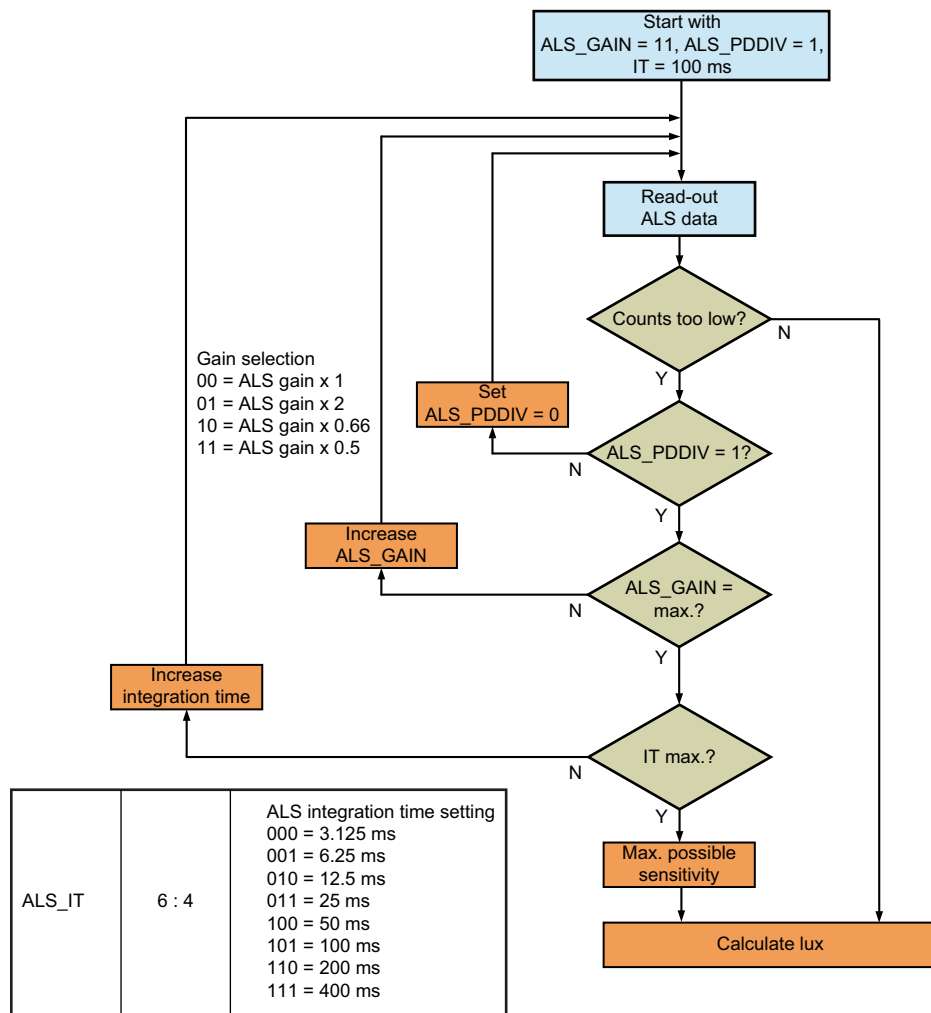 Start with
ALS_GAIN = 11, ALS_PDDIV = 1,
IT = 100 ms
Read-out
ALS data
Counts too low?
N
Y
Gain selection
00 = ALS gain x 1
01 = ALS gain x 2
10 = ALS gain x 0.66
11 = ALS gain x 0.5
Set
ALS_PDDIV = 0
ALS_PDDIV = 1?
N
Y
Increase
ALS_GAIN
ALS_GAIN =
max.?
N
Y
Increase
integration time
IT max.?
N
Y
Max. possible
sensitivity
Calculate lux
ALS_IT
6 : 4
ALS integration time setting
000 = 3.125 ms
001 = 6.25 ms
010 = 12.5 ms
011 = 25 ms
100 = 50 ms
101 = 100 ms
110 = 200 ms
111 = 400 ms